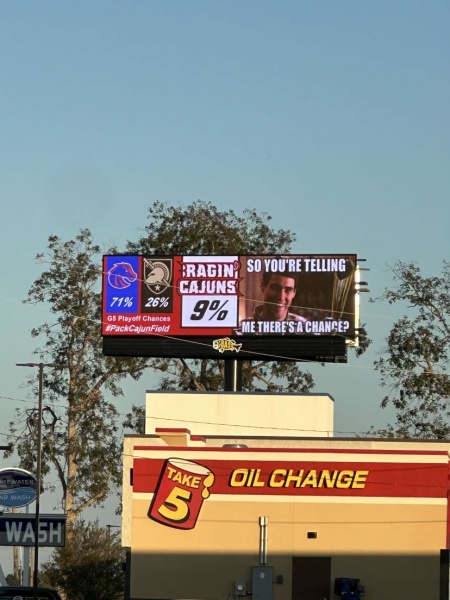 RAGIN'
CAJUNS
71%
26%
9%
G5 Playoff Chances
#PackCajunField
SO YOU'RE TELLING
ME THERE'S A CHANCE?
TAKE
5
OIL CHANGE
WASH